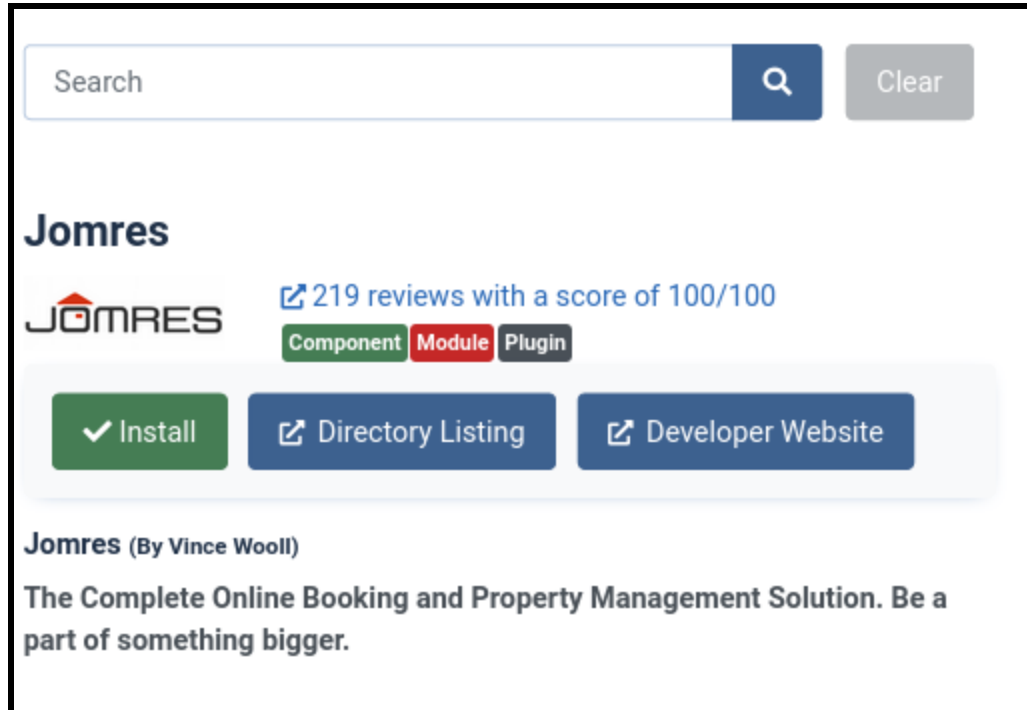 Search
Clear
Jomres
JOMRES
219 reviews with a score of 100/100
Component Module Plugin
Install
Directory Listing
Developer Website
Jomres (By Vince Wooll)
The Complete Online Booking and Property Management Solution. Be a
part of something bigger.